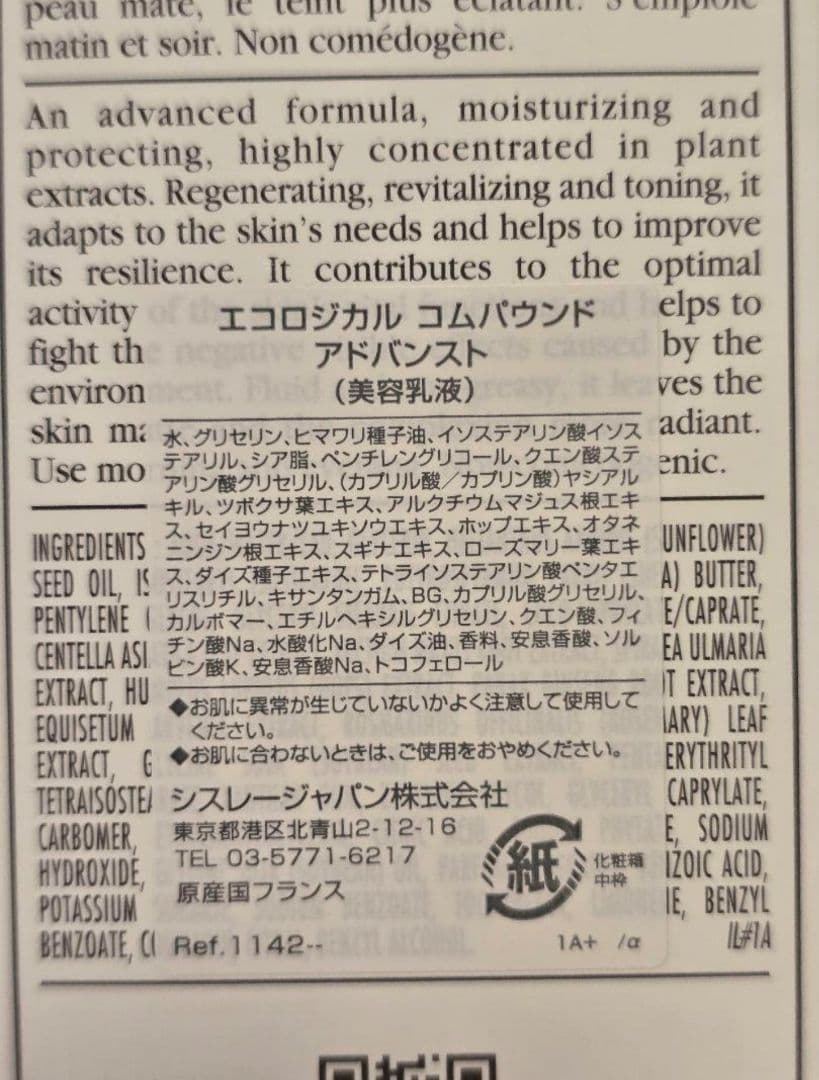 peau mate, le teint plus éclatant. S'emploie
matin et soir. Non comédogène.
An advanced formula, moisturizing and
protecting, highly concentrated in plant
extracts. Regenerating, revitalizing and toning, it
adapts to the skin's needs and helps to improve
its resilience. It contributes to the optimal
activity elps to
fight th by the
environ ves the
skin ma adiant.
Use mo enic.
エコロジカル コムパウンド
アドバンスト
（美容乳液）
水、グリセリン、ヒマワリ種子油、イソステアリン酸イソス
テアリル、シア脂、ペンチレングリコール、クエン酸ステ
アリン酸グリセリル、（カプリル酸／カプリン酸）ヤシアル
キル、ツボクサ葉エキス、アルクチウムマジュス根エキ
ス、セイヨウナツユキソウエキス、ホップエキス、オタネ
ニンジン根エキス、スギナエキス、ローズマリー葉エキ
ス、ダイズ種子エキス、テトライソステアリン酸ペンタエ
リスリチル、キサンタンガム、BG、カプリル酸グリセリル、
カルボマー、エチルヘキシルグリセリン、クエン酸、フィ
チン酸Na、水酸化Na、ダイズ油、香料、安息香酸、ソル
ビン酸K、安息香酸Na、トコフェロール
◆お肌に異常が生じていないかよく注意して使用して
ください。
◆お肌に合わないときは、ご使用をおやめください。
シスレージャパン株式会社
東京都港区北青山2-12-16
TEL 03-5771-6217
原産国フランス
Ref.1142--
紙
化粧箱
中枠
1A+ /α
INGREDIENTS UNFLOWER)
SEED OIL, IS A) BUTTER,
PENTYLENE E/CAPRATE,
CENTELLA ASI EA ULMARIA
EXTRACT, HU T EXTRACT,
EQUISETUM ARY) LEAF
EXTRACT, G ERYTHRITYL
TETRAISOSTEA CAPRYLATE,
CARBOMER, E, SODIUM
HYDROXIDE, IZOIC ACID,
POTASSIUM IE, BENZYL
BENZOATE, CI IL#1A